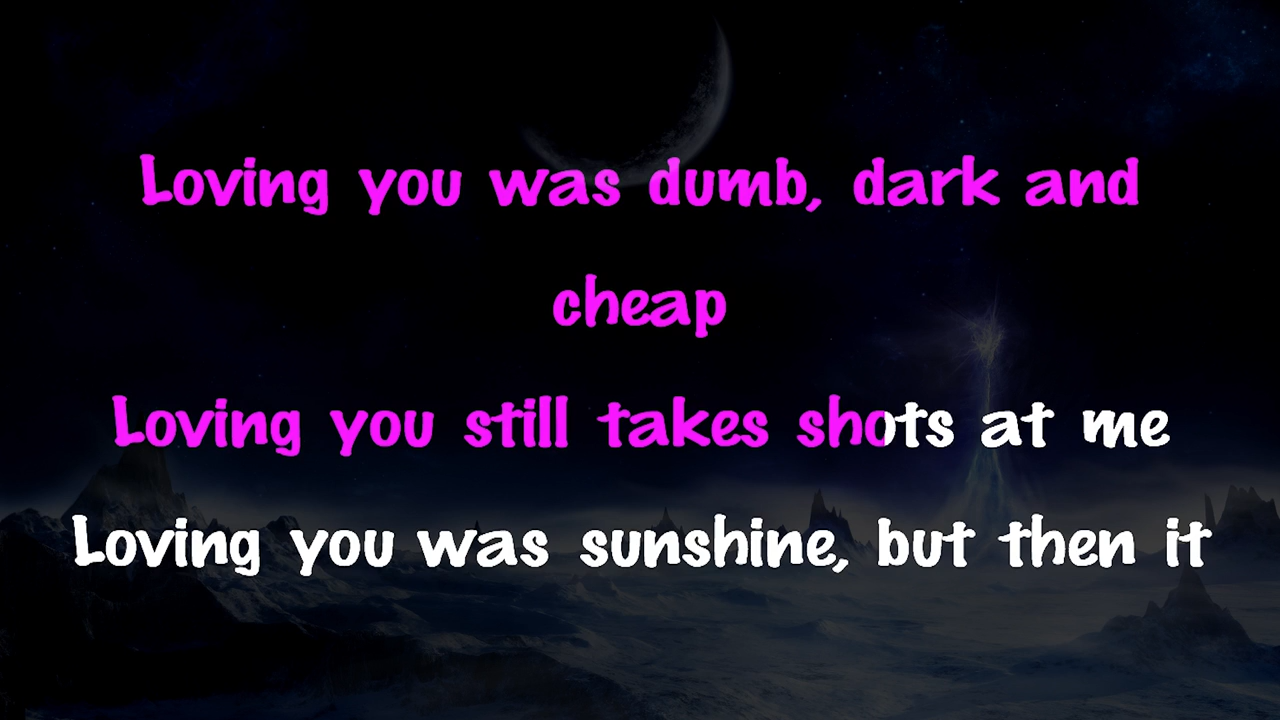 Loving you was dumb, dark and
cheap
Loving you still takes shots at me
Loving you was sunshine, but then it